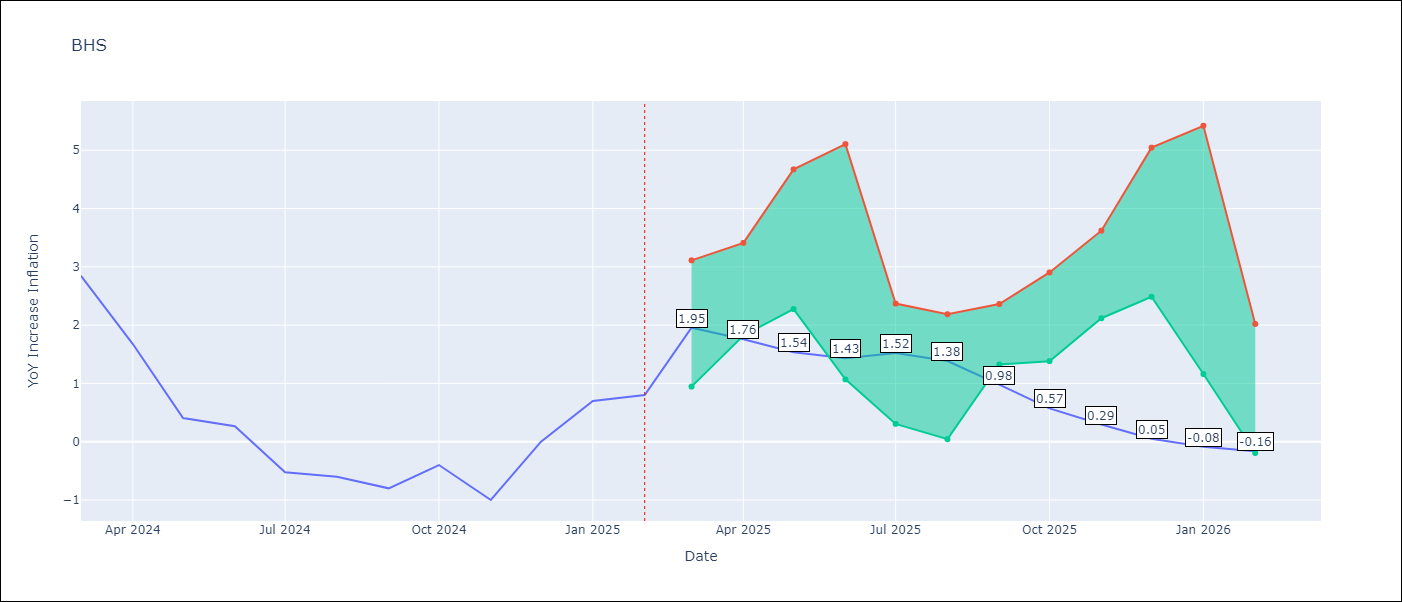 BHS
YoY Increase Inflation
5
4
3
2
1
0
−1
1.95
1.76
1.54
1.43
1.52
1.38
0.98
0.57
0.29
0.05
-0.08
-0.16
Apr 2024
Jul 2024
Oct 2024
Jan 2025
Apr 2025
Jul 2025
Oct 2025
Jan 2026
Date